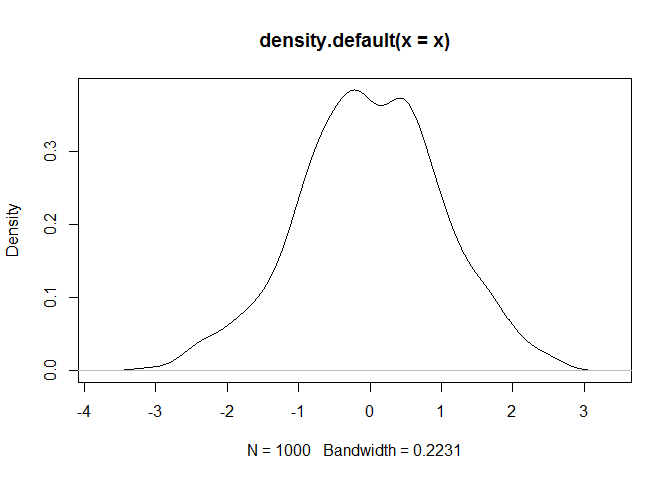 density.default(x = x)
Density
0.0
0.1
0.2
0.3
-4 -3 -2 -1 0 1 2 3
N = 1000 Bandwidth = 0.2231